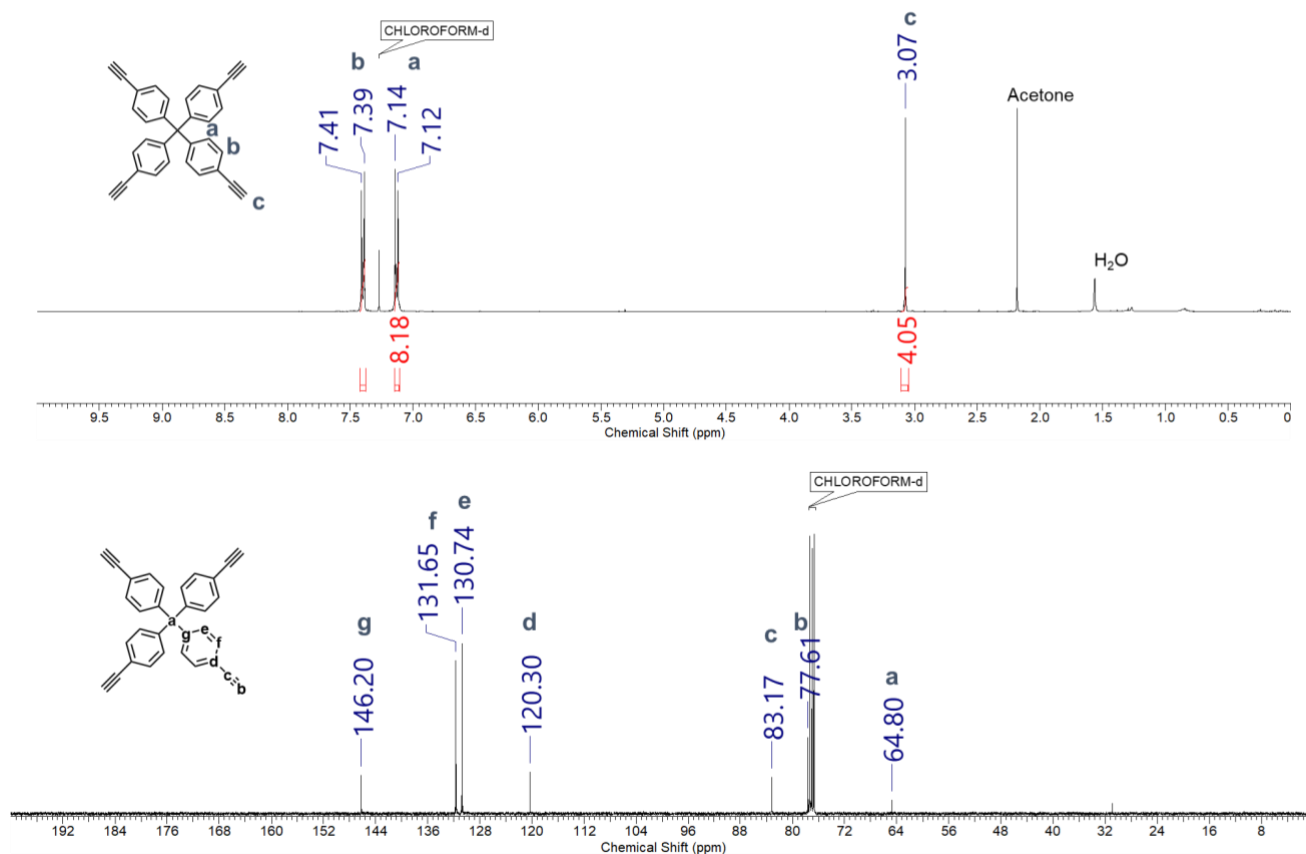 CHLOROFORM-d
c
b
a
7.41
7.39
7.14
7.12
3.07
Acetone
H2O
a
b
c
8.18
4.05
9.5 9.0 8.5 8.0 7.5 7.0 6.5 6.0 5.5 5.0 4.5 4.0 3.5 3.0 2.5 2.0 1.5 1.0 0.5 0
Chemical Shift (ppm)
CHLOROFORM-d
e
f
g
d
c
b
a
146.20
131.65
130.74
120.30
83.17
77.61
64.80
a
g
e
f
d
c
b
192 184 176 168 160 152 144 136 128 120 112 104 96 88 80 72 64 56 48 40 32 24 16 8
Chemical Shift (ppm)